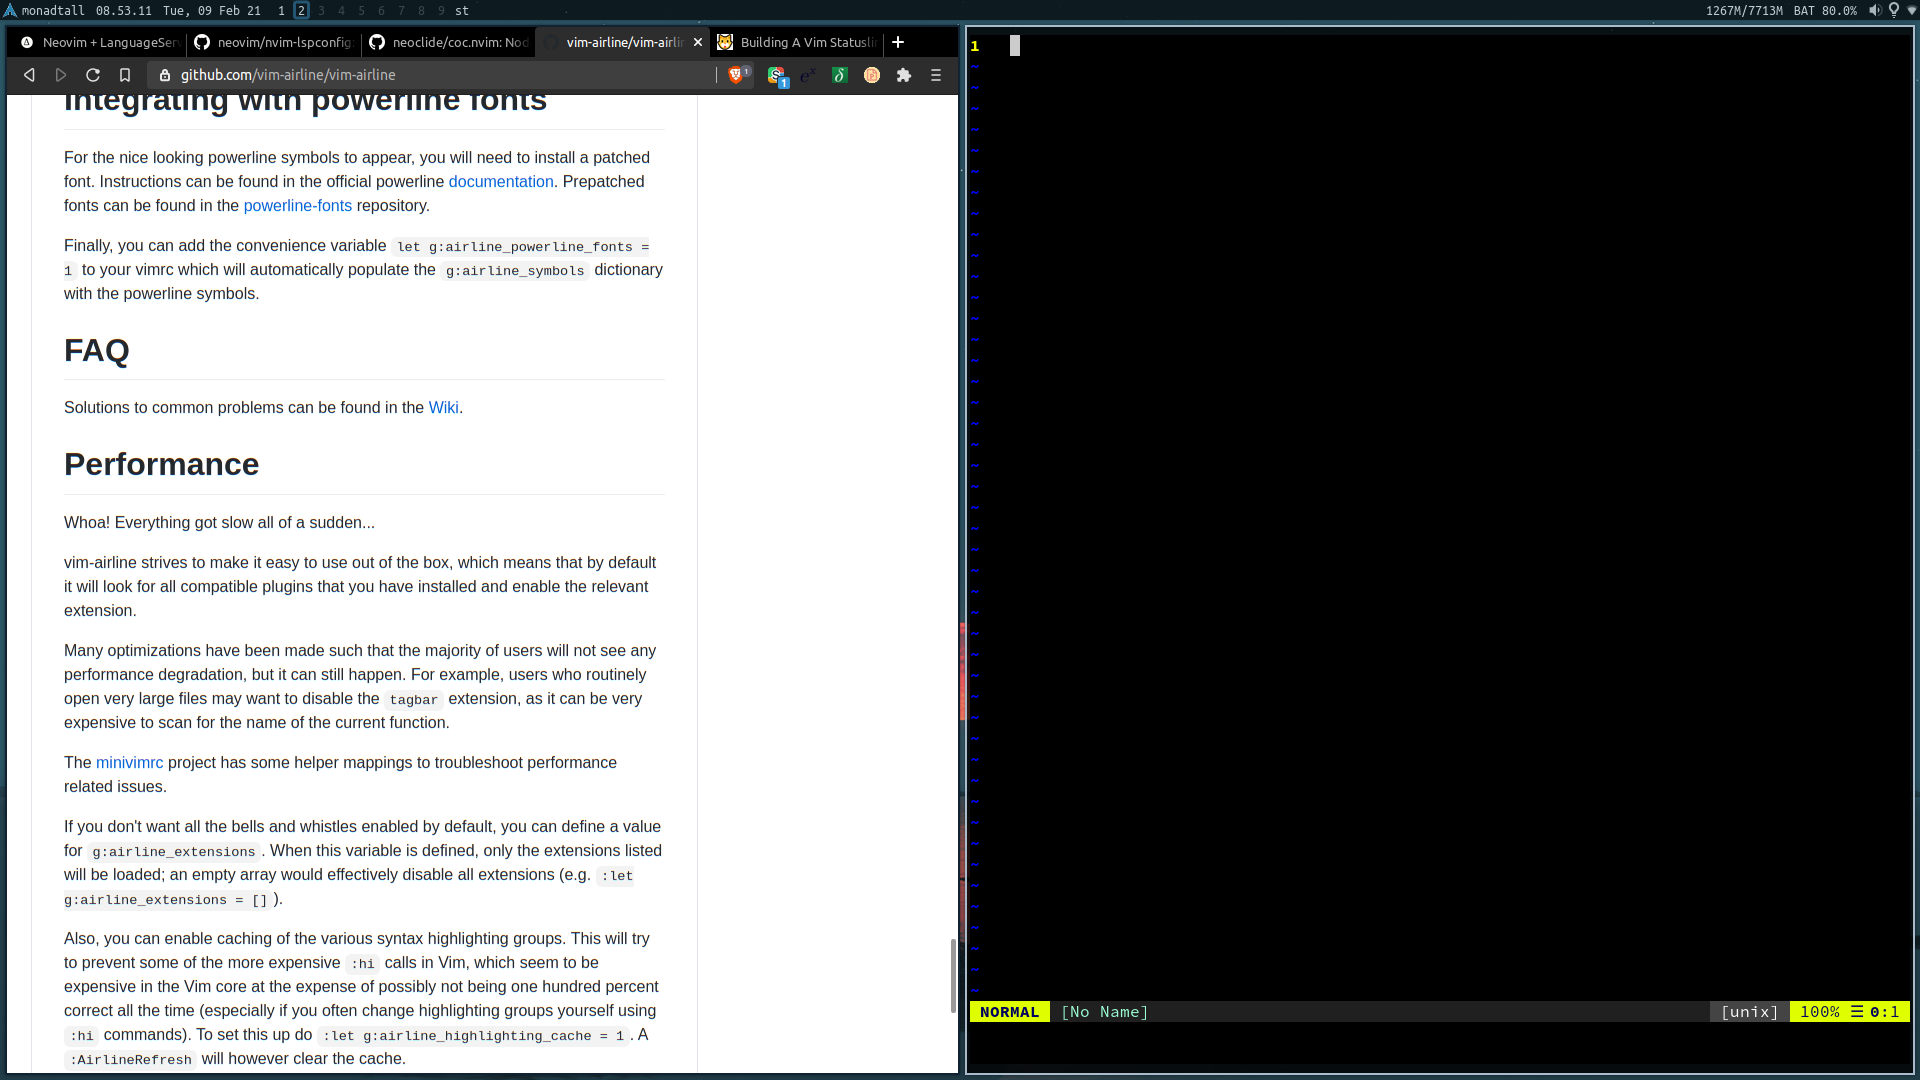 monadtall 08.53.11 Tue, 09 Feb 21 1 2 3 4 5 6 7 8 9 st
1267M/7713M BAT 80.0%
Neovim + LanguageServ
neovim/nvim-lspconfig:
neoclide/coc.nvim: Nod
vim-airline/vim-airlin
Building A Vim Statuslin
github.com/vim-airline/vim-airline
1
1
Integrating with powerline fonts
For the nice looking powerline symbols to appear, you will need to install a patched
font. Instructions can be found in the official powerline documentation. Prepatched
fonts can be found in the powerline-fonts repository.
Finally, you can add the convenience variable let g:airline_powerline_fonts =
1 to your vimrc which will automatically populate the g:airline_symbols dictionary
with the powerline symbols.
FAQ
Solutions to common problems can be found in the Wiki.
Performance
Whoa! Everything got slow all of a sudden...
vim-airline strives to make it easy to use out of the box, which means that by default
it will look for all compatible plugins that you have installed and enable the relevant
extension.
Many optimizations have been made such that the majority of users will not see any
performance degradation, but it can still happen. For example, users who routinely
open very large files may want to disable the tagbar extension, as it can be very
expensive to scan for the name of the current function.
The minivimrc project has some helper mappings to troubleshoot performance
related issues.
If you don't want all the bells and whistles enabled by default, you can define a value
for g:airline_extensions. When this variable is defined, only the extensions listed
will be loaded; an empty array would effectively disable all extensions (e.g. :let
g:airline_extensions = []).
Also, you can enable caching of the various syntax highlighting groups. This will try
to prevent some of the more expensive :hi calls in Vim, which seem to be
expensive in the Vim core at the expense of possibly not being one hundred percent
correct all the time (especially if you often change highlighting groups yourself using
:hi commands). To set this up do :let g:airline_highlighting_cache = 1. A
:AirlineRefresh will however clear the cache.
1
NORMAL [No Name] [unix] 100% ☰ 0:1